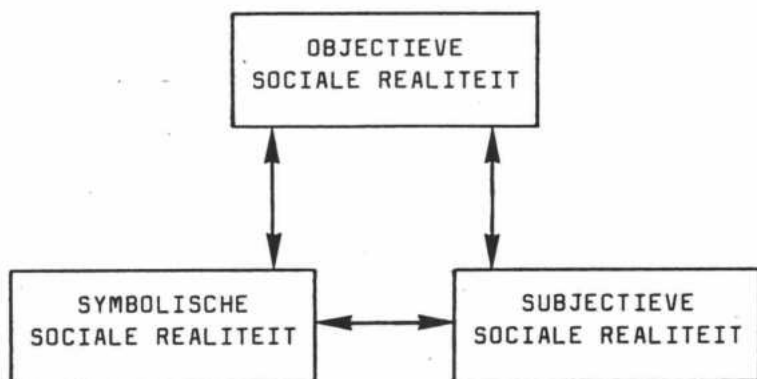 OBJECTIEVE
SOCIALE REALITEIT
SYMBOLISCHE
SOCIALE REALITEIT
SUBJECTIEVE
SOCIALE REALITEIT